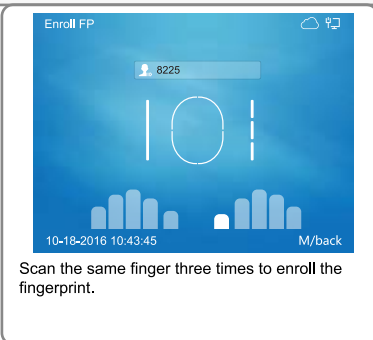 Enroll FP
8225
10-18-2016 10:43:45
M/back
Scan the same finger three times to enroll the
fingerprint.